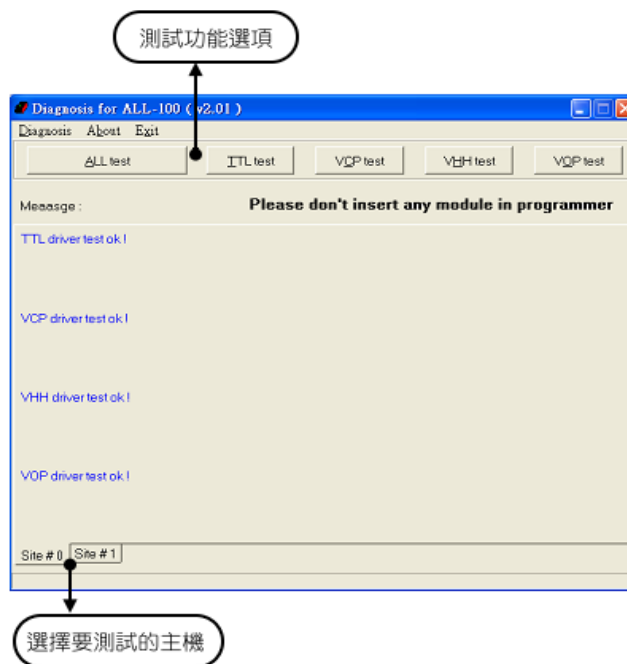 測試功能選項
Diagnosis for ALL-100 ( v2.01 )
Diagnosis About Exit
ALL test TTL test VCP test VHH test VOP test
Meaasge : Please don't insert any module in programmer
TTL driver test ok !
VCP driver test ok !
VHH driver test ok !
VOP driver test ok !
Site # 0 Site # 1
選擇要測試的主機